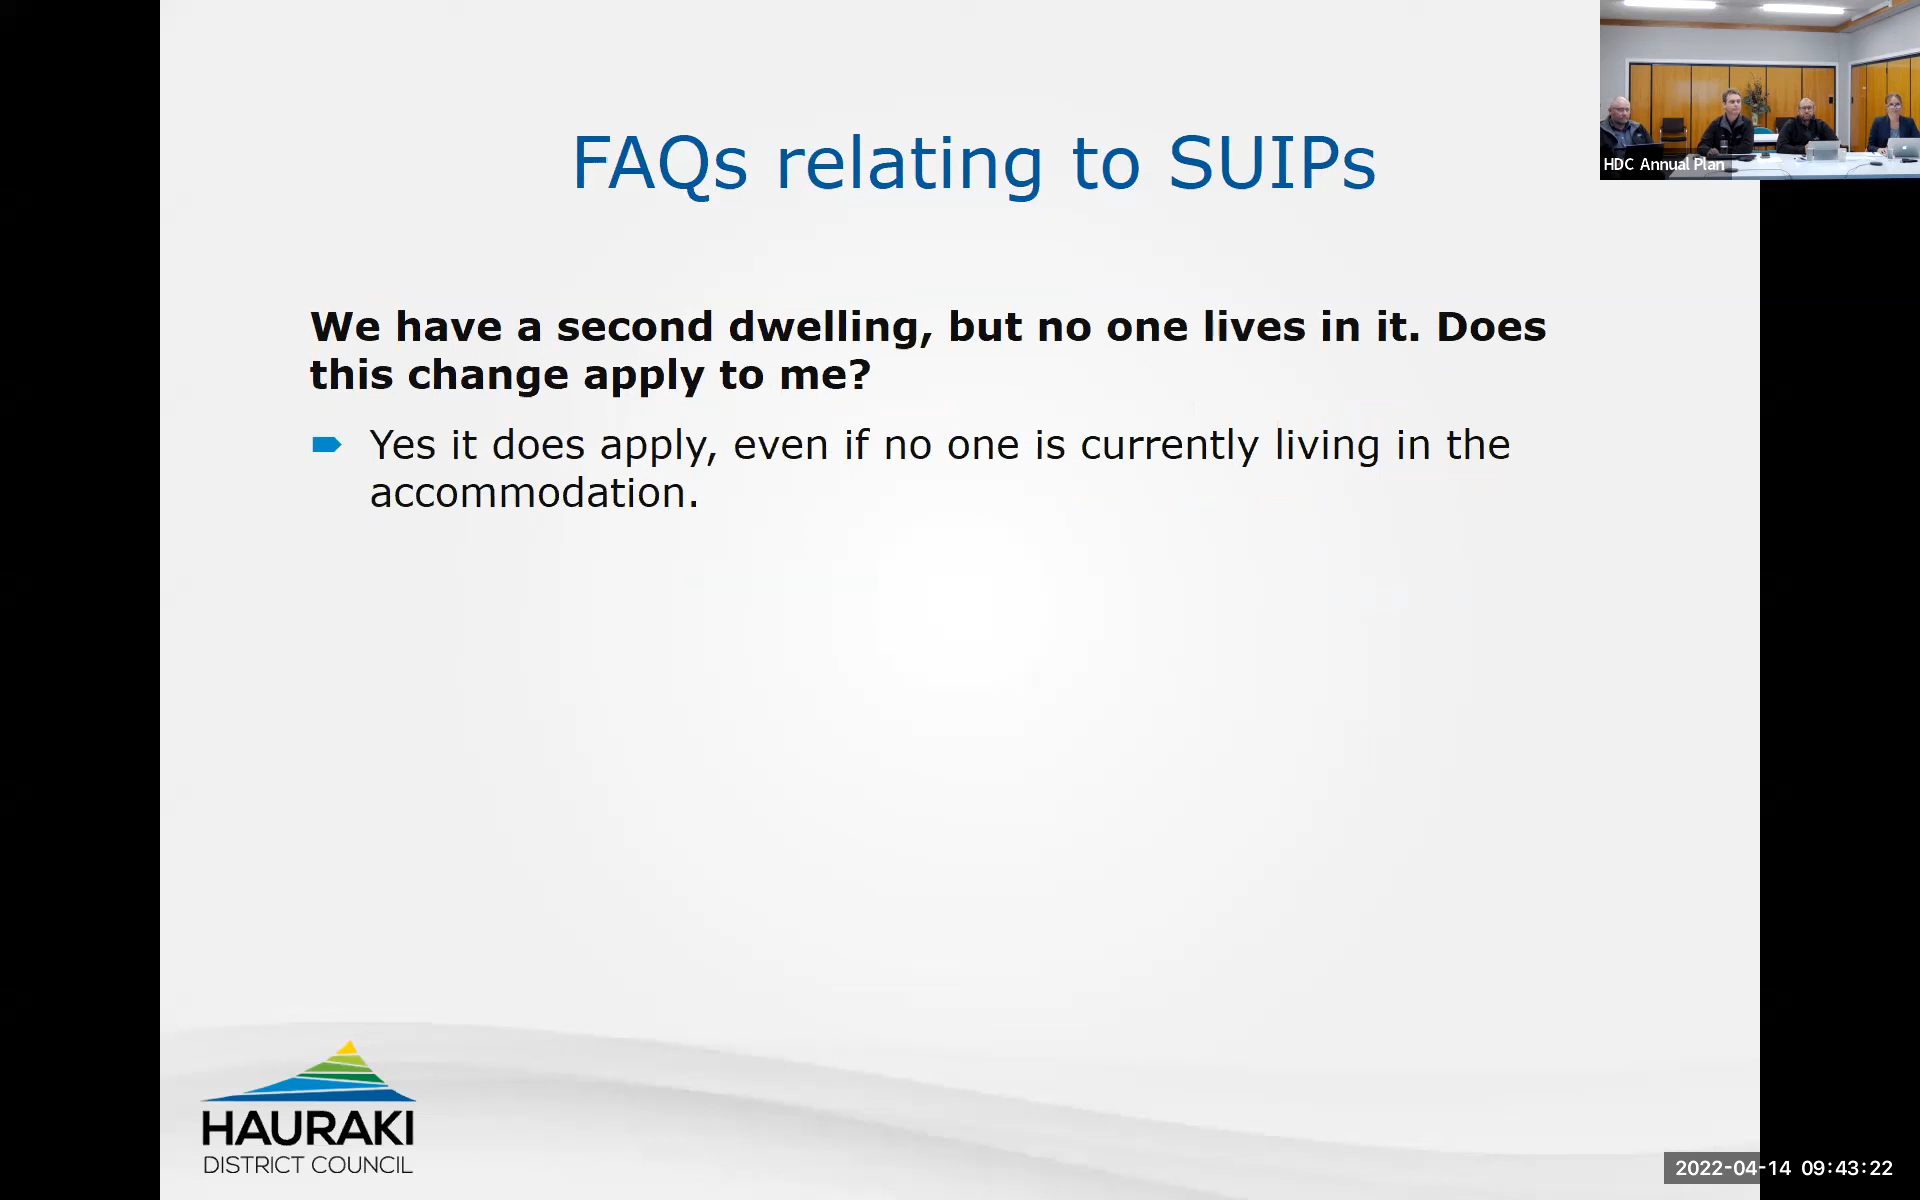 HDC Annual Plan
FAQs relating to SUIPs
We have a second dwelling, but no one lives in it. Does
this change apply to me?
Yes it does apply, even if no one is currently living in the
accommodation.
HAURAKI
DISTRICT COUNCIL
2022-04-14 09:43:22